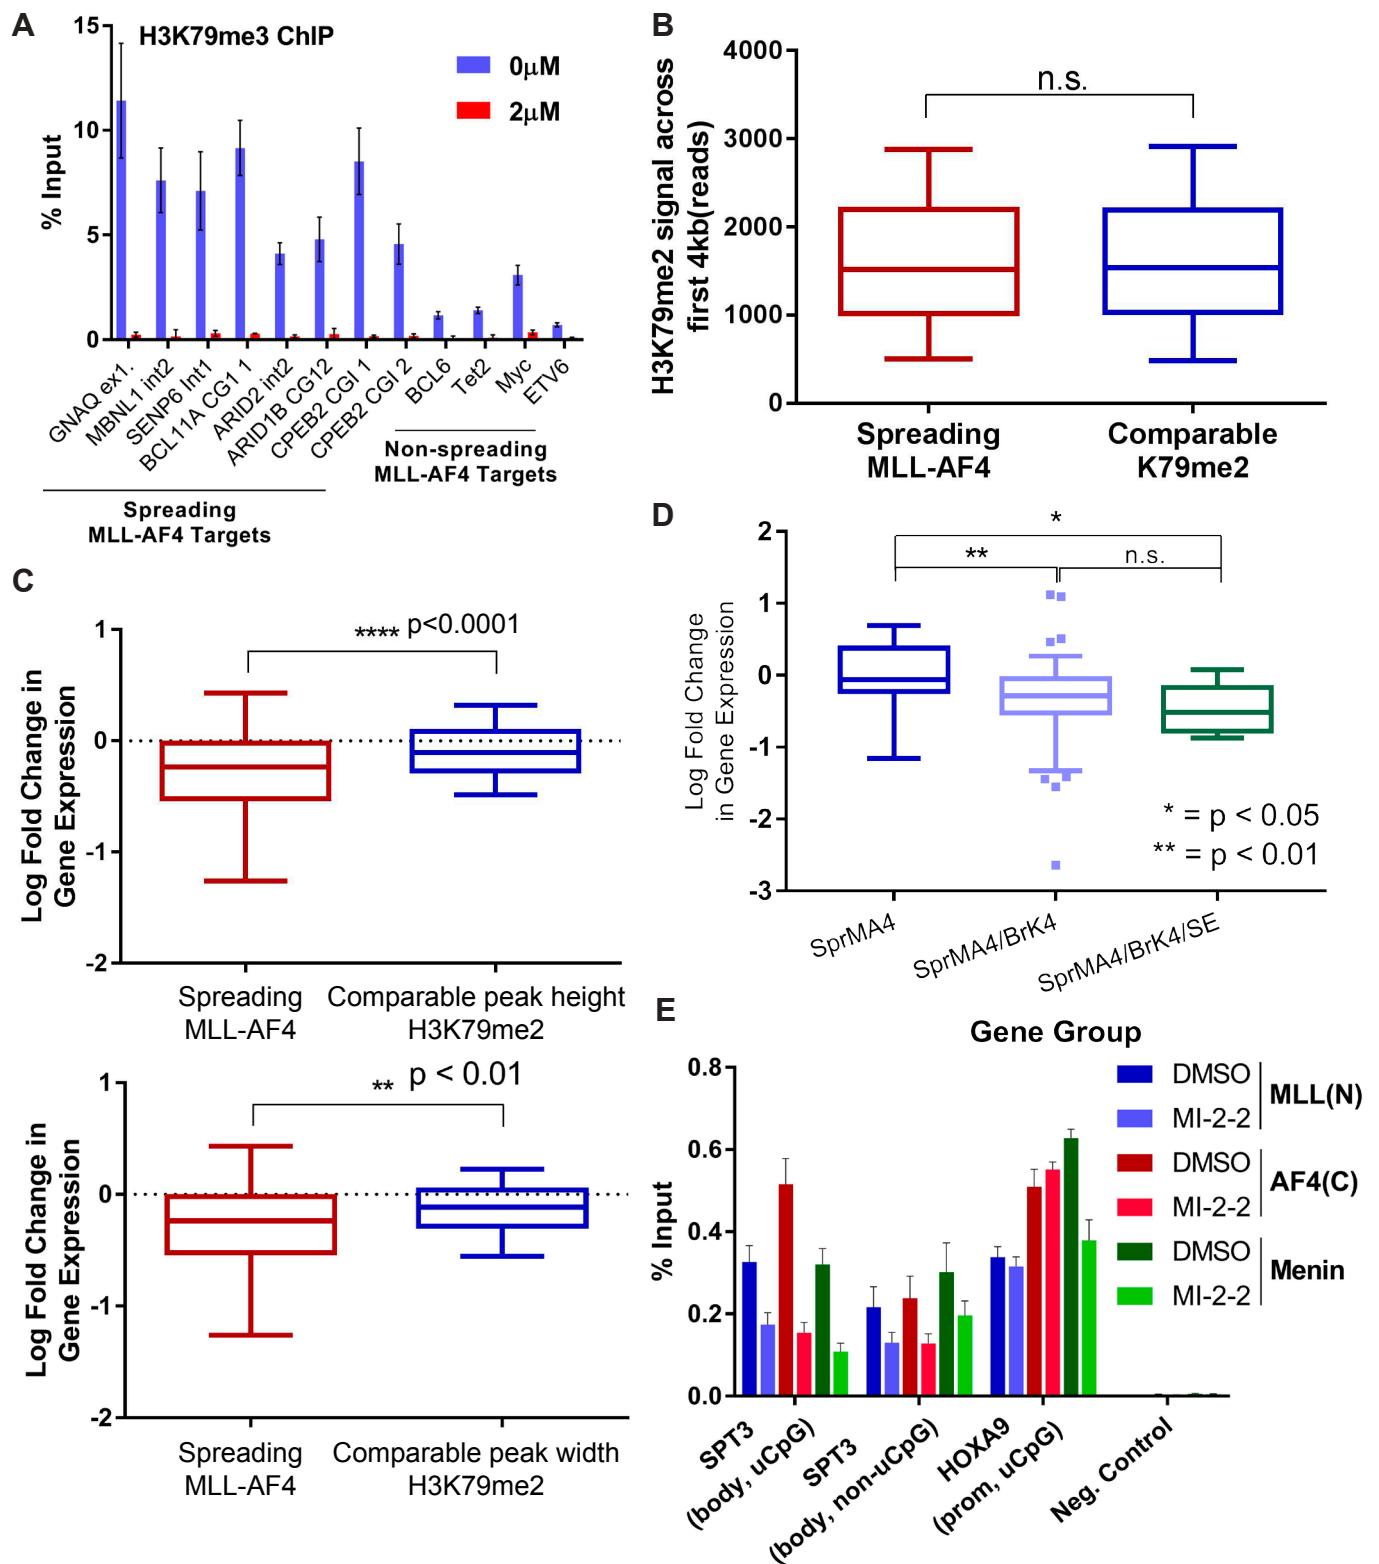 A
H3K79me3 ChIP
0μM
2μM
% Input
15
10
5
0
GNAQ ex1.
MBNL1 int2
SENP6 Int1
BCL11A CG1 1
ARID2 int2
ARID1B CG12
CPEB2 CGI 1
CPEB2 CGI 2
BCL6
Tet2
Myc
ETV6
Non-spreading
MLL-AF4 Targets
Spreading
MLL-AF4 Targets
B
H3K79me2 signal across
first 4kb(reads)
4000
3000
2000
1000
0
n.s.
Spreading
MLL-AF4
Comparable
K79me2
C
Log Fold Change in
Gene Expression
1
0
-1
-2
**** p<0.0001
Spreading
MLL-AF4
Comparable peak height
H3K79me2
Log Fold Change in
Gene Expression
1
0
-1
-2
** p < 0.01
Spreading
MLL-AF4
Comparable peak width
H3K79me2
D
Log Fold Change
in Gene Expression
2
1
0
-1
-2
-3
*
**
n.s.
* = p < 0.05
** = p < 0.01
SprMA4
SprMA4/BrK4
SprMA4/BrK4/SE
Gene Group
E
% Input
0.8
0.6
0.4
0.2
0.0
DMSO
MI-2-2
MLL(N)
DMSO
MI-2-2
AF4(C)
DMSO
MI-2-2
Menin
SPT3
(body, uCpG)
SPT3
(body, non-uCpG)
HOXA9
(prom, uCpG)
Neg. Control